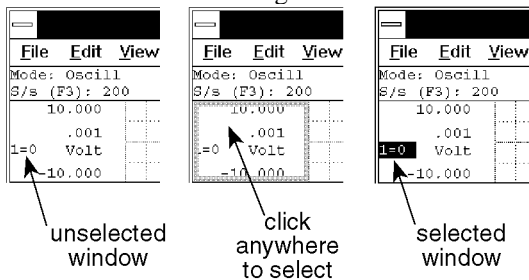 File Edit View
Mode: Oscill
S/s (F3): 200
10.000
.001
1=0 Volt
-10.000
unselected
window
File Edit View
Mode: Oscill
S/s (F3): 200
10.000
.001
1=0 Volt
-10.000
click
anywhere
to select
File Edit View
Mode: Oscill
S/s (F3): 200
10.000
.001
1=0 Volt
-10.000
selected
window